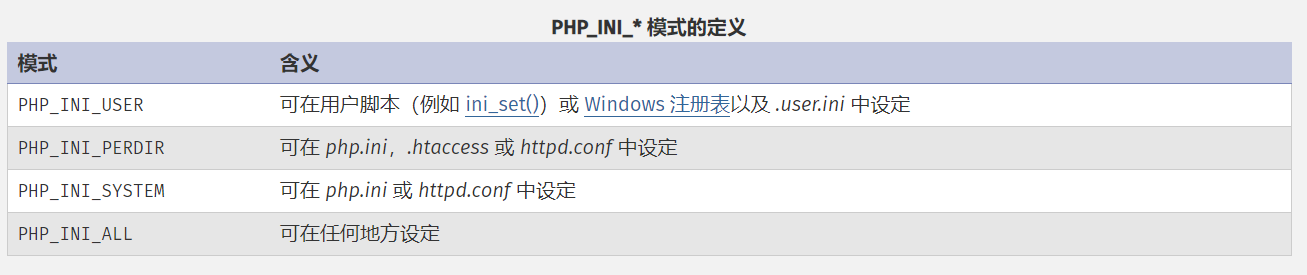 PHP_INI_* 模式的定义
模式 含义
PHP_INI_USER 可在用户脚本（例如 ini_set()）或 Windows 注册表以及 .user.ini 中设定
PHP_INI_PERDIR 可在 php.ini，.htaccess 或 httpd.conf 中设定
PHP_INI_SYSTEM 可在 php.ini 或 httpd.conf 中设定
PHP_INI_ALL 可在任何地方设定